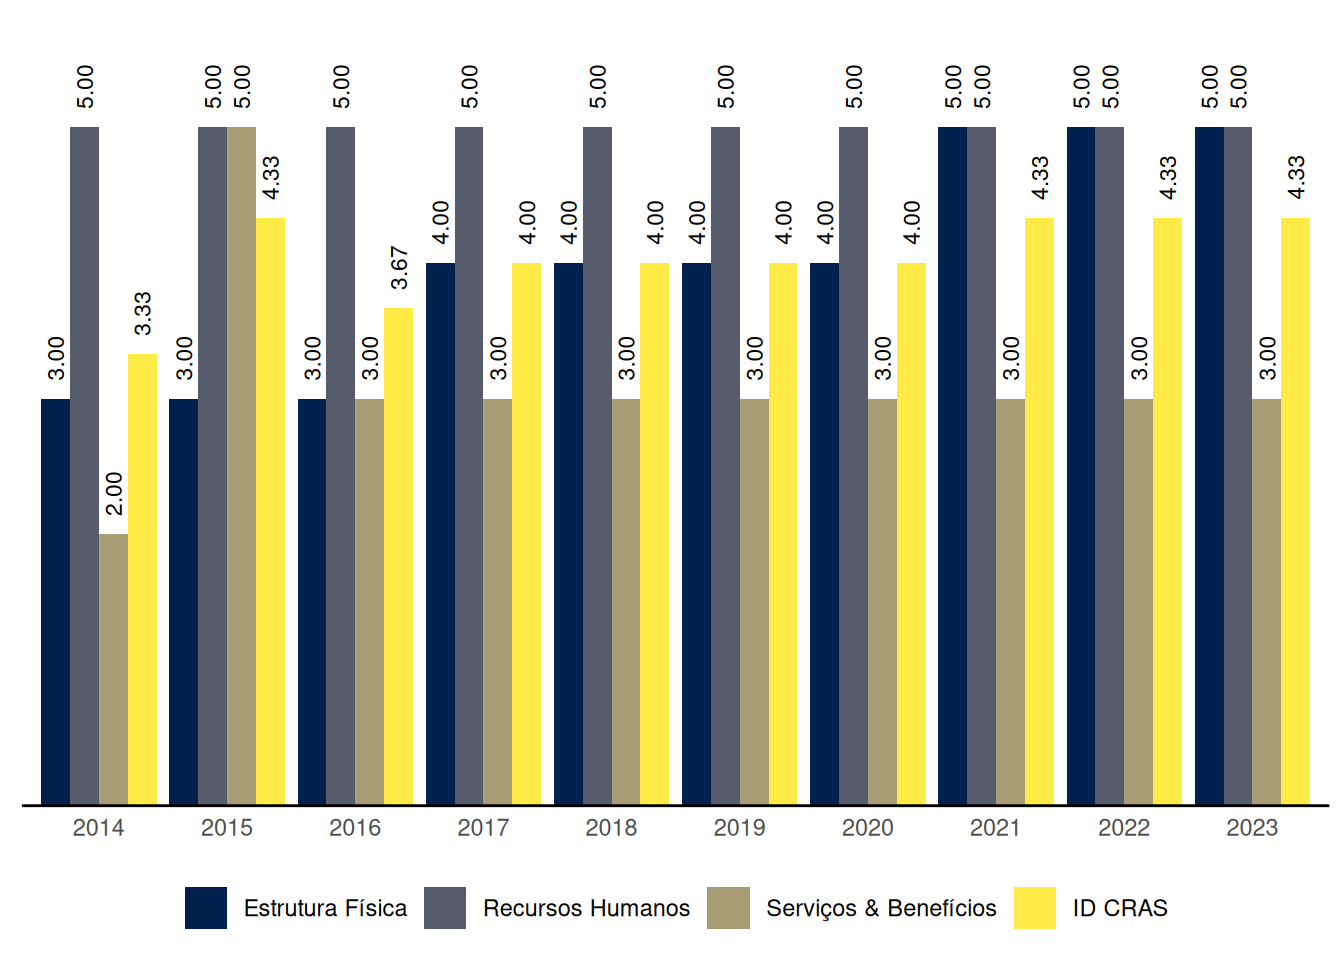 5.00 5.00 5.00 5.00 5.00 5.00 5.00 5.00 5.00 5.00 5.00 5.00 5.00 5.00
4.33 4.33 4.33 4.33
4.00 4.00 4.00 4.00 4.00 4.00 4.00 4.00
3.67
3.33
3.00 3.00 3.00 3.00 3.00 3.00 3.00 3.00 3.00 3.00 3.00
2.00
2014 2015 2016 2017 2018 2019 2020 2021 2022 2023
Estrutura Física Recursos Humanos Serviços & Benefícios ID CRAS